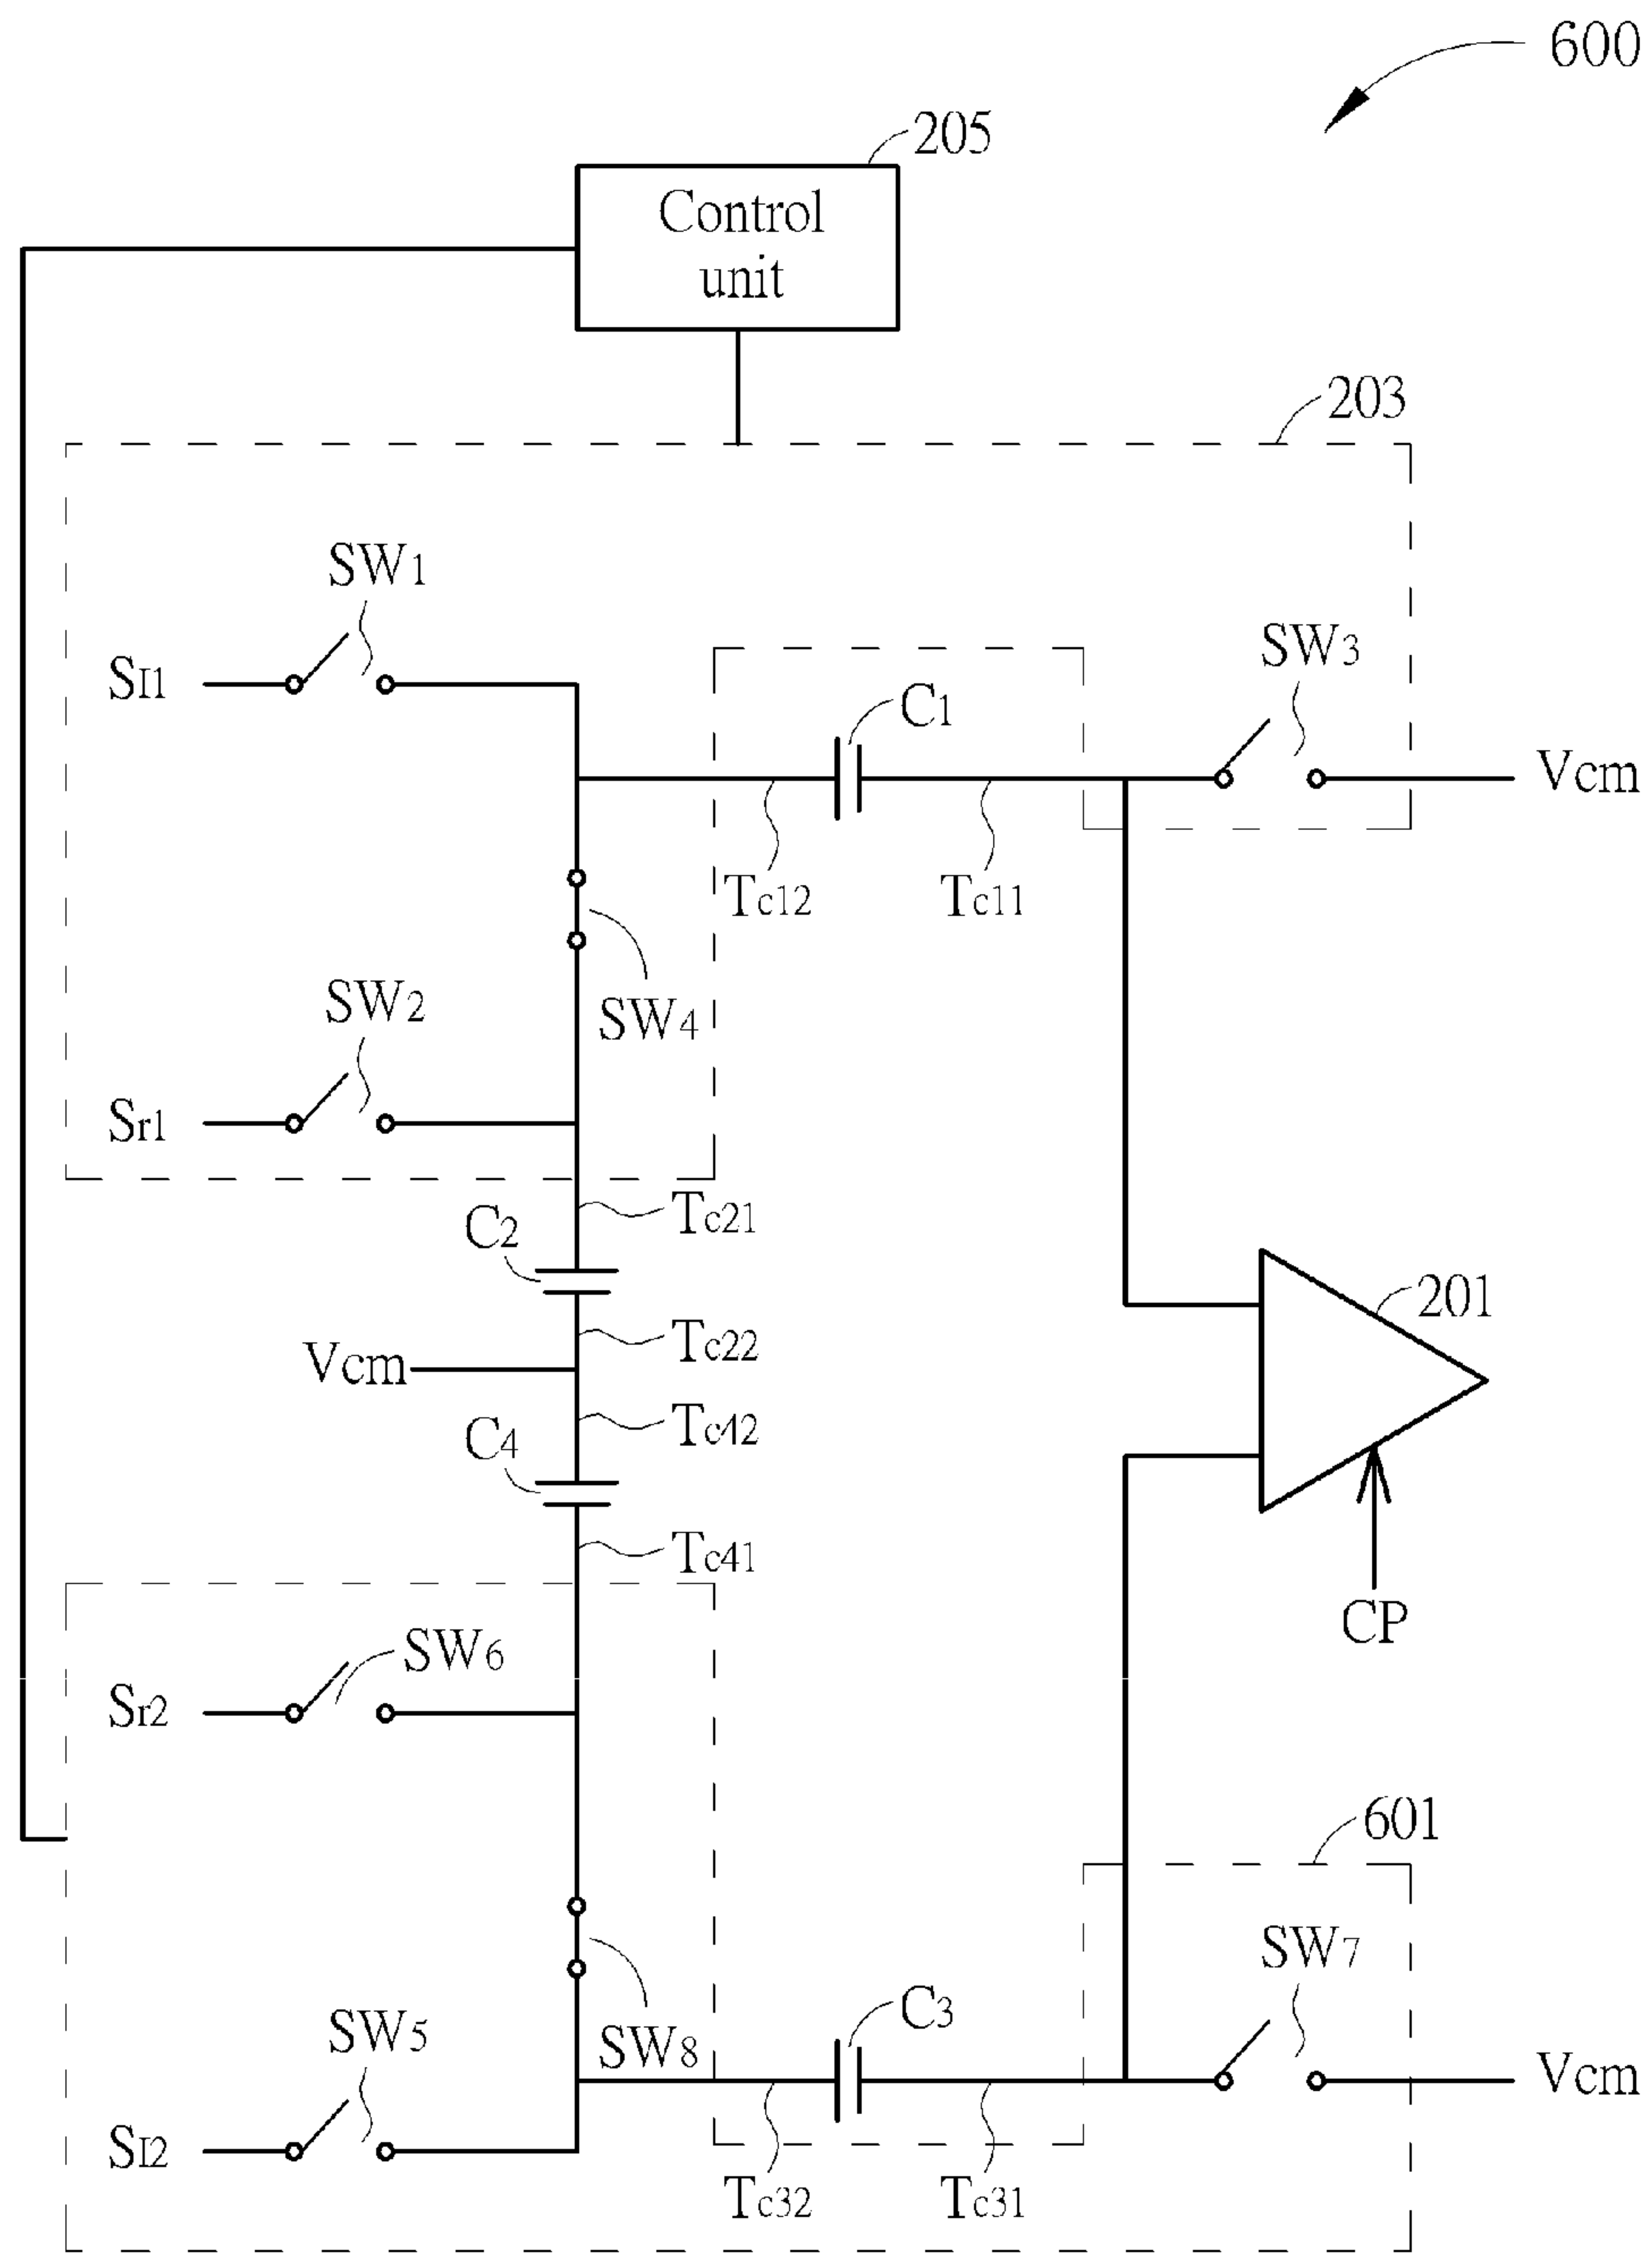 600
205
Control
unit
203
SW1
SI1
SW3
C1
Vcm
Tc12
Tc11
SW2
SW4
Sr1
Tc21
C2
201
Tc22
Vcm
Tc42
C4
Tc41
CP
SW6
Sr2
601
SW7
C3
SW5
SW8
Vcm
SI2
Tc32
Tc31